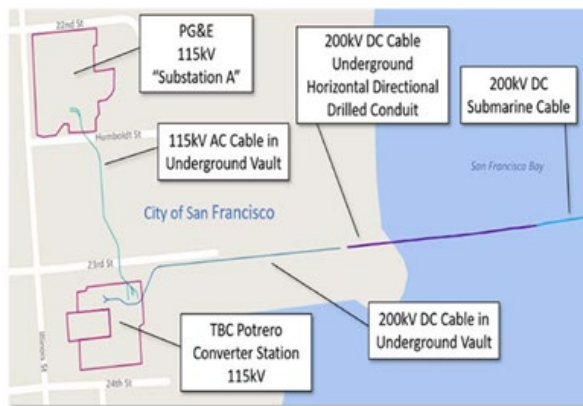 22nd St
PG&E
115kV
“Substation A”
200kV DC Cable
Underground
Horizontal Directional
Drilled Conduit
200kV DC
Submarine Cable
Humboldt St
115kV AC Cable in
Underground Vault
San Francisco Bay
City of San Francisco
23rd St
200kV DC Cable in
Underground Vault
TBC Potrero
Converter Station
115kV
Illinois St
24th St